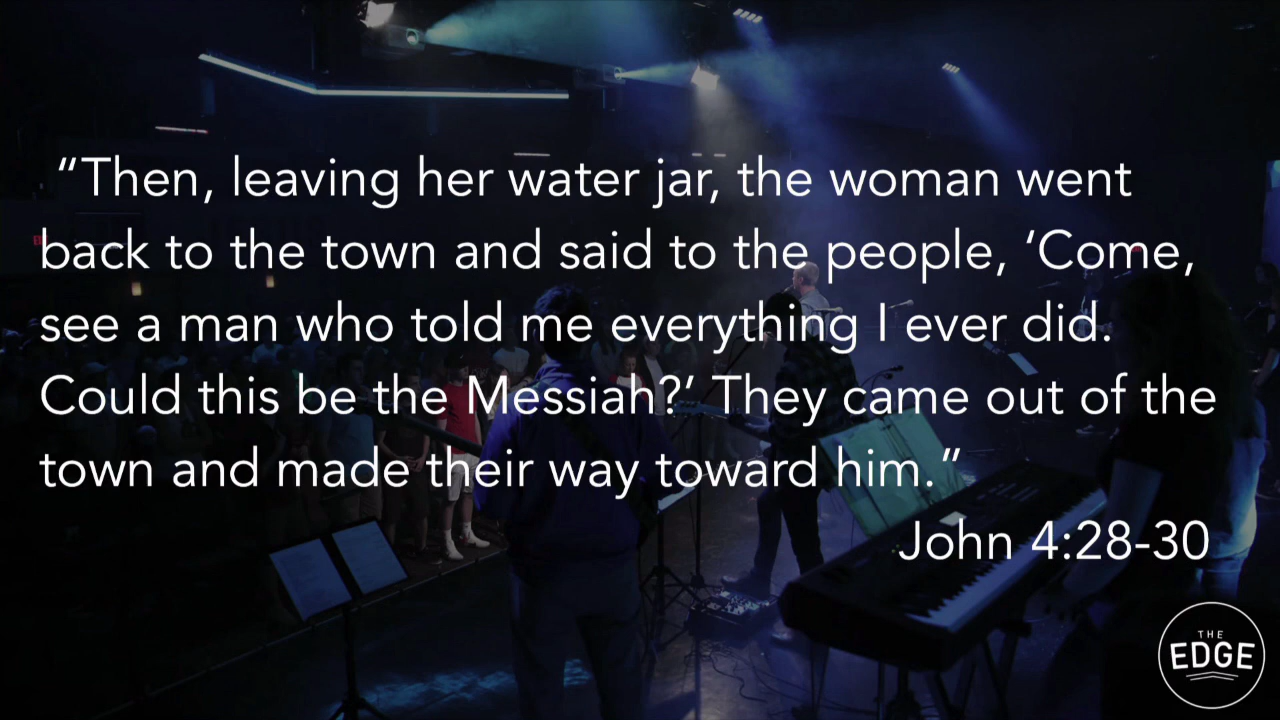 “Then, leaving her water jar, the woman went
back to the town and said to the people, ‘Come,
see a man who told me everything I ever did.
Could this be the Messiah?’ They came out of the
town and made their way toward him.”
John 4:28-30
THE
EDGE